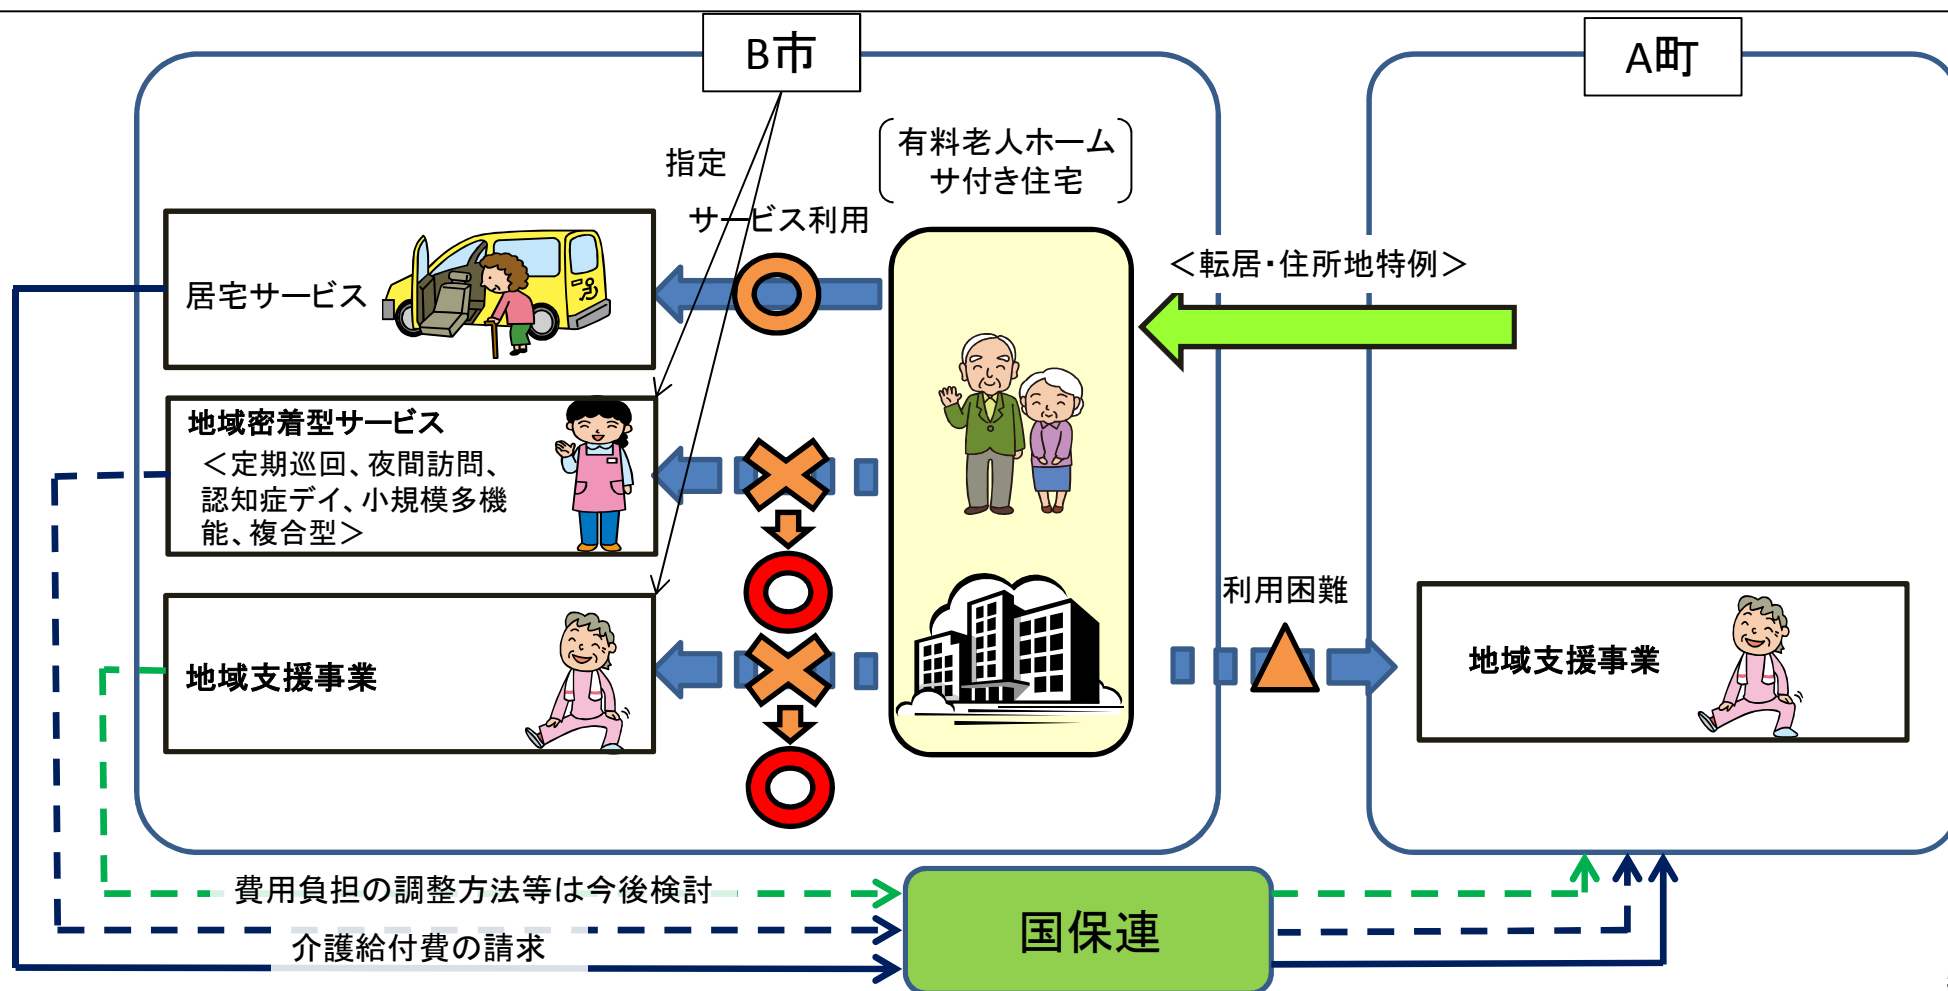 B市
A町
指定
有料老人ホーム
サ付き住宅
サービス利用
＜転居・住所地特例＞
居宅サービス
地域密着型サービス
＜定期巡回、夜間訪問、
認知症デイ、小規模多機
能、複合型＞
利用困難
地域支援事業
地域支援事業
費用負担の調整方法等は今後検討
介護給付費の請求
国保連